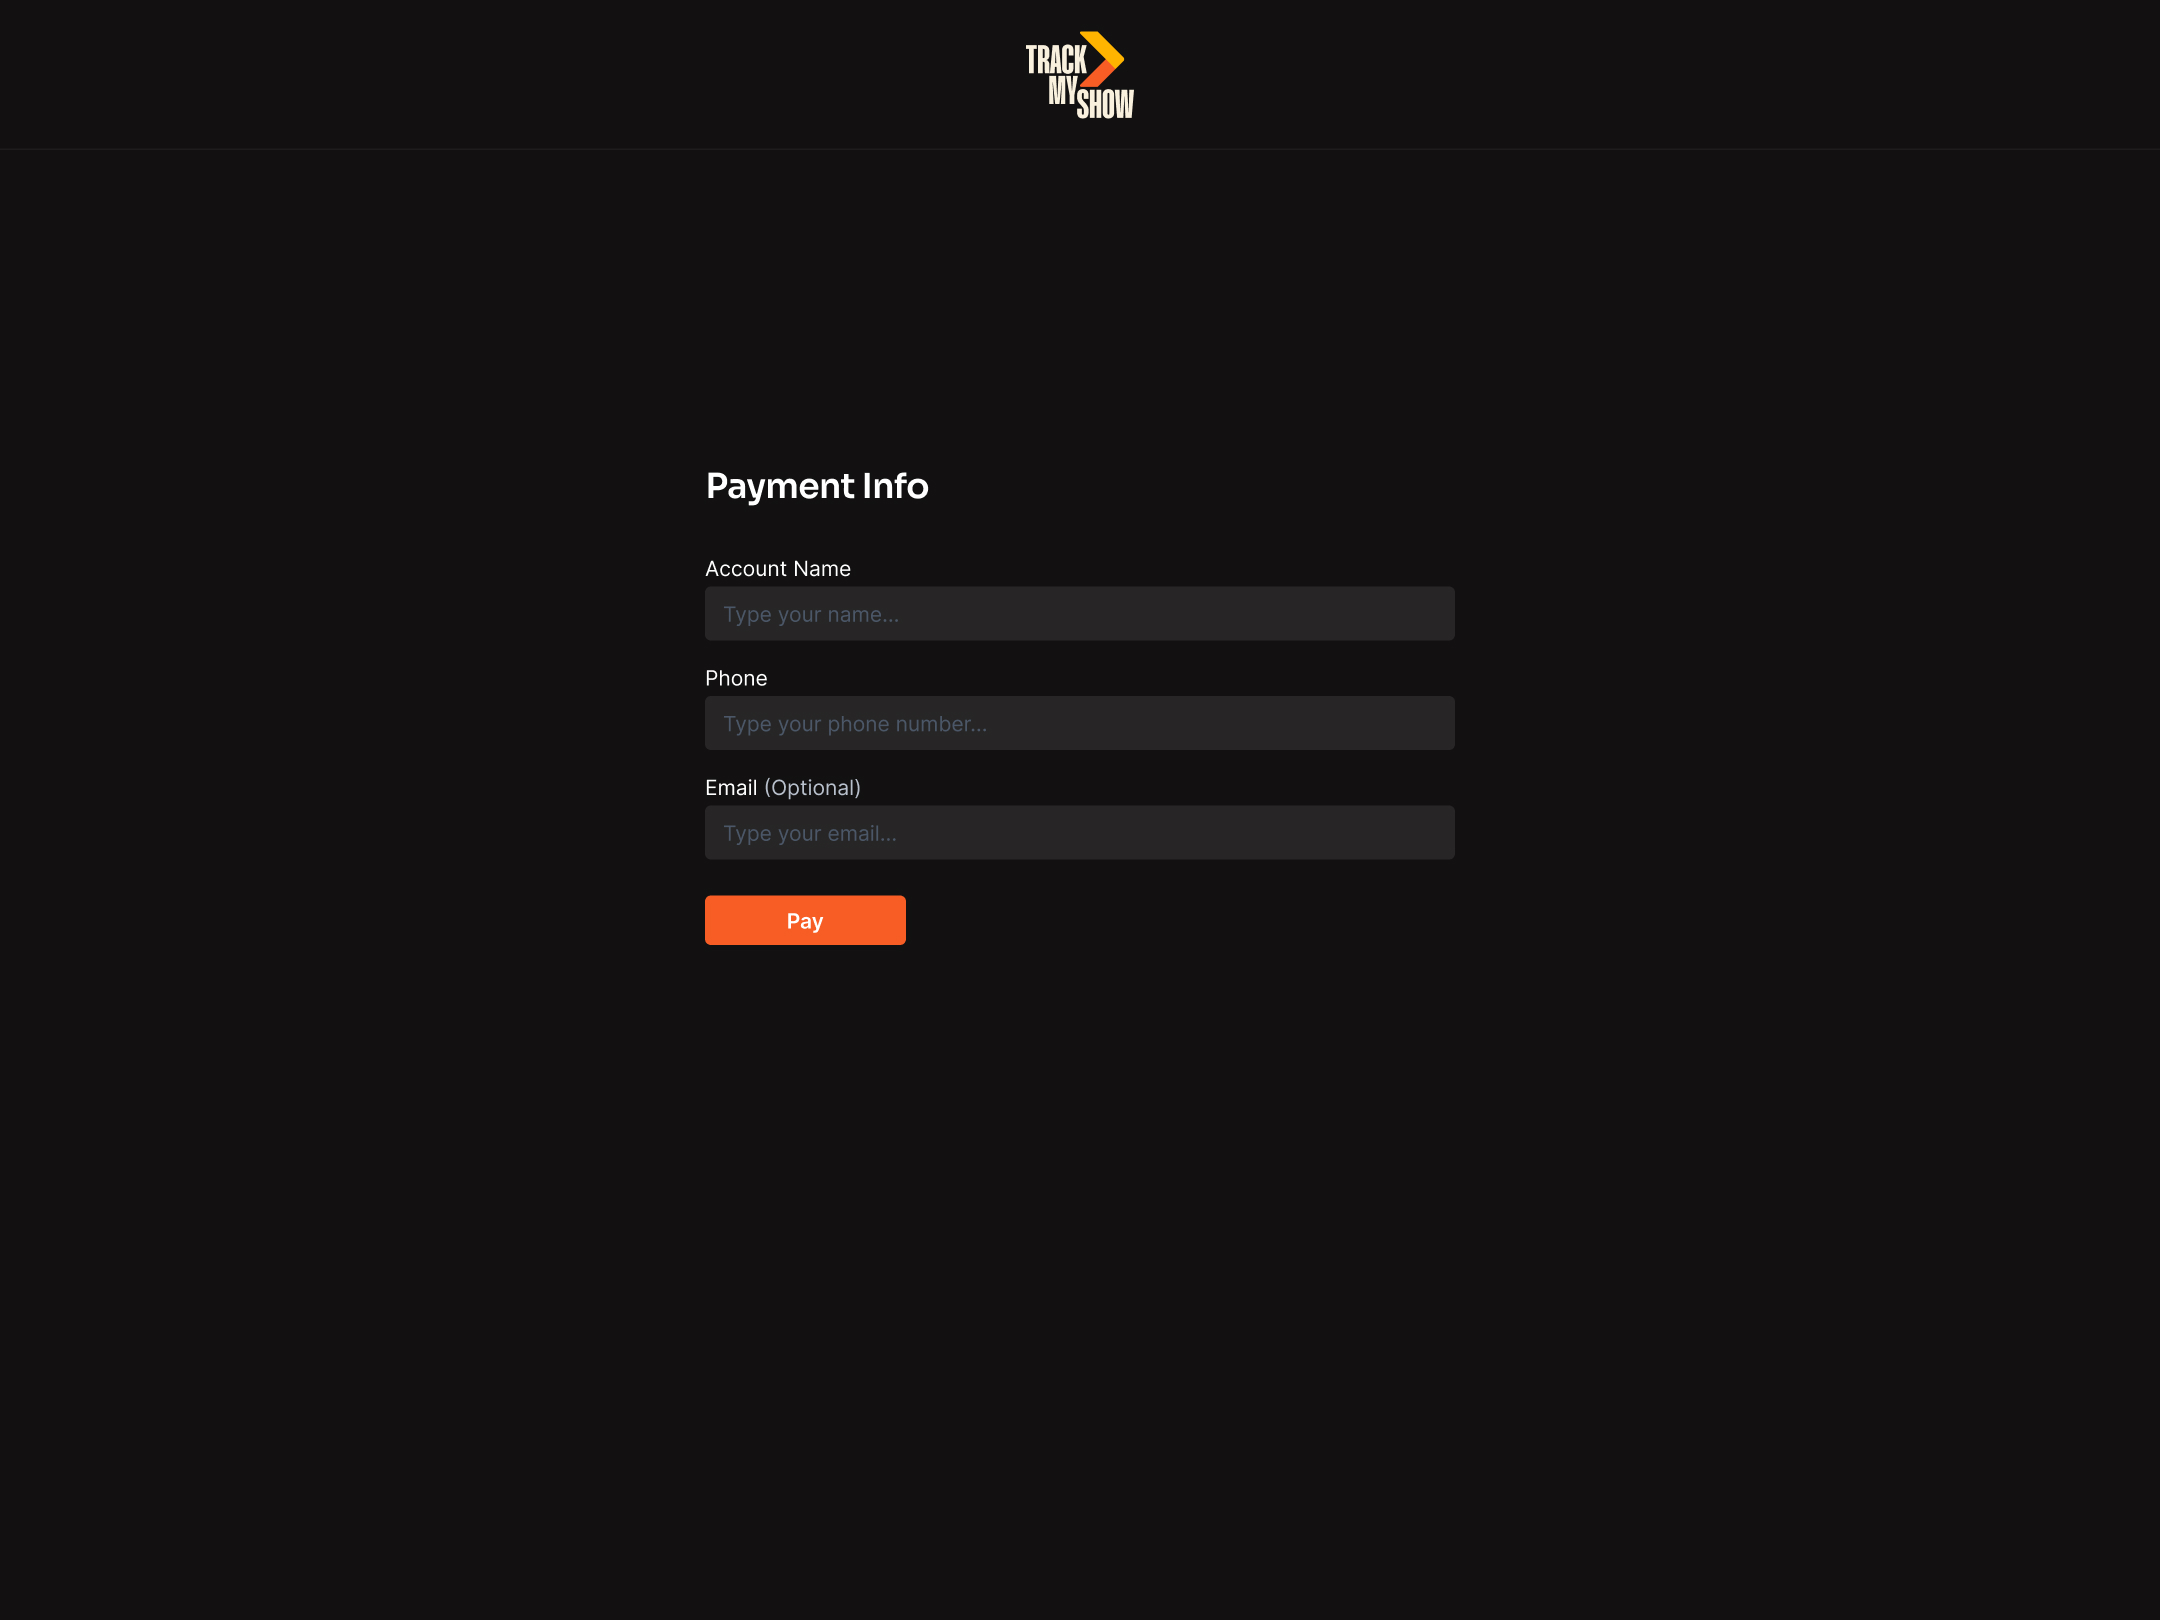 TRACK
MY
SHOW
Payment Info
Account Name
Type your name...
Phone
Type your phone number...
Email (Optional)
Type your email...
Pay